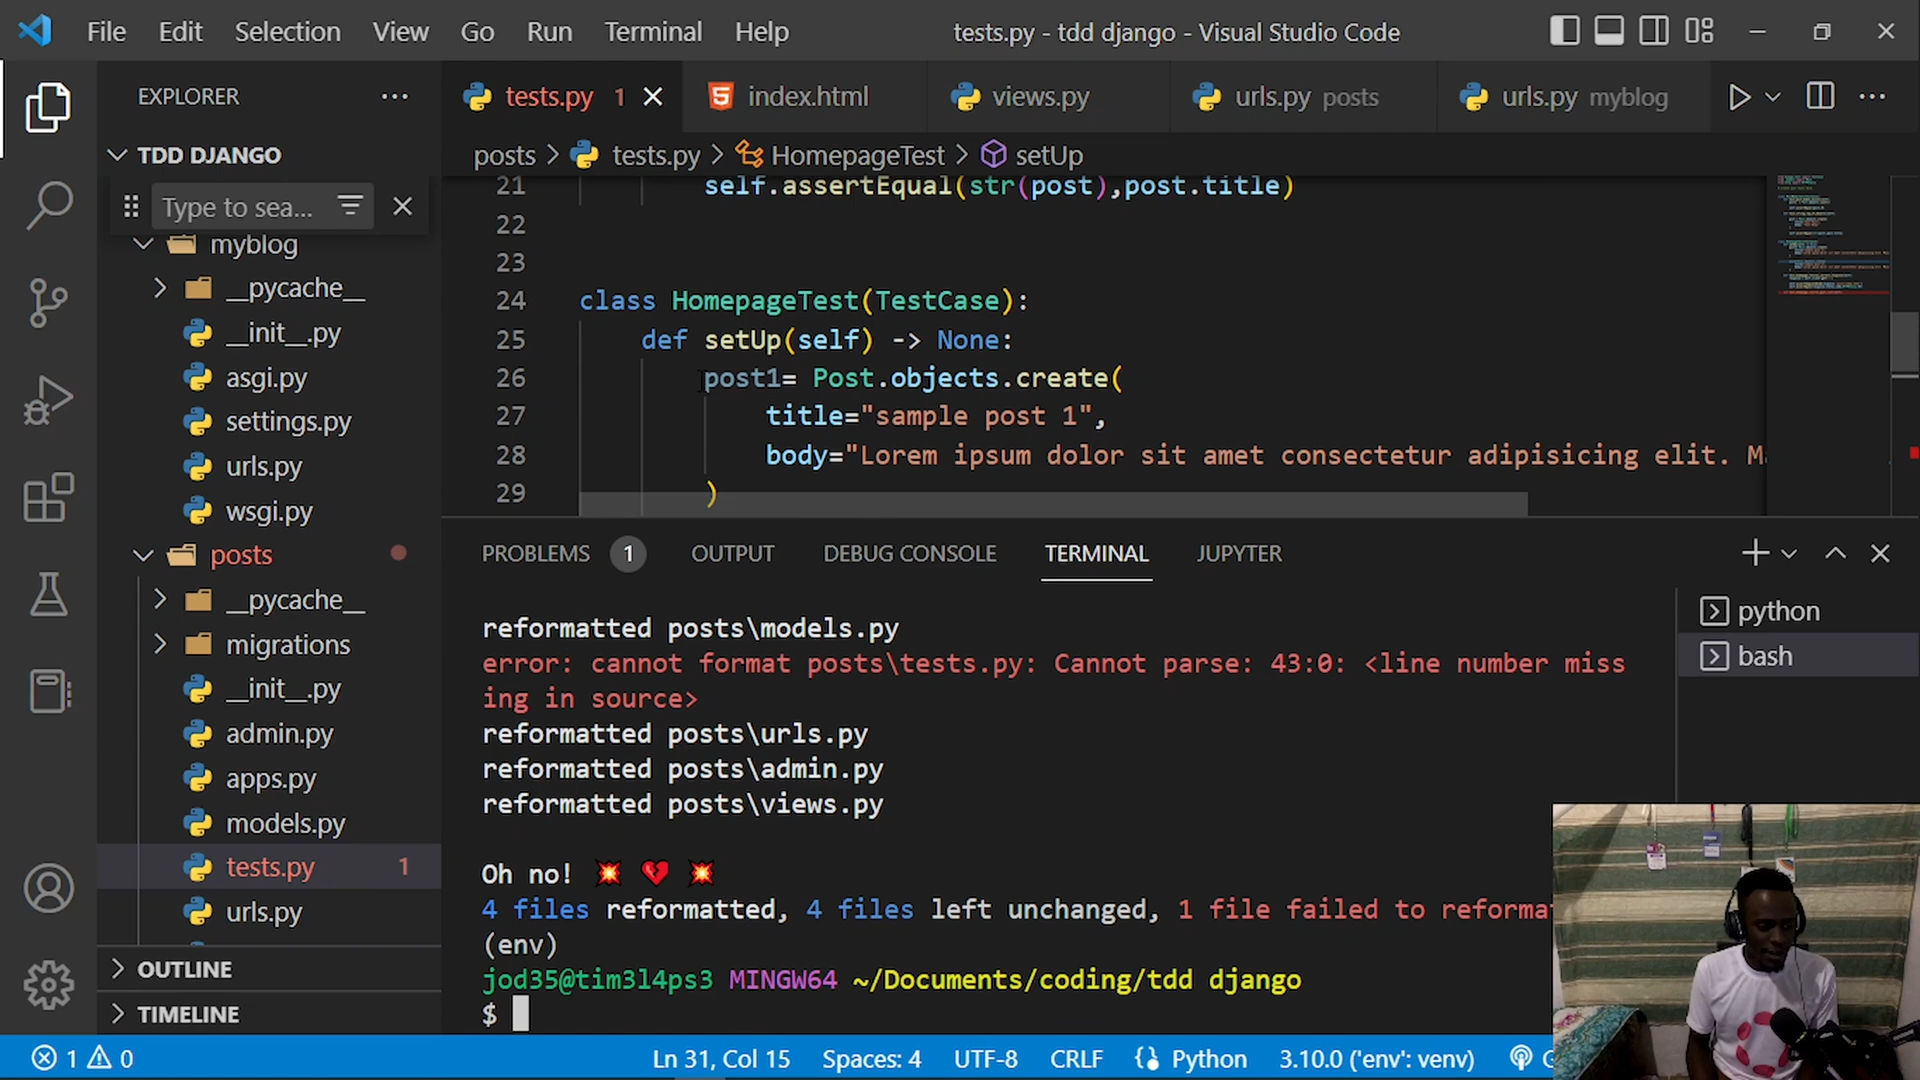 File Edit Selection View Go Run Terminal Help tests.py - tdd django - Visual Studio Code
EXPLORER
tests.py 1 index.html views.py urls.py posts urls.py myblog
TDD DJANGO
posts > tests.py > HomepageTest > setUp
Type to sea...
myblog
__pycache__
__init__.py
asgi.py
settings.py
urls.py
wsgi.py
posts
__pycache__
migrations
__init__.py
admin.py
apps.py
models.py
tests.py 1
urls.py
OUTLINE
TIMELINE
21 self.assertEqual(str(post),post.title)
22
23
24 class HomepageTest(TestCase):
25 def setUp(self) -> None:
26 post1= Post.objects.create(
27 title="sample post 1",
28 body="Lorem ipsum dolor sit amet consectetur adipisicing elit.
29 )
PROBLEMS 1 OUTPUT DEBUG CONSOLE TERMINAL JUPYTER
python
bash
reformatted posts\models.py
error: cannot format posts\tests.py: Cannot parse: 43:0: <line number miss
ing in source>
reformatted posts\urls.py
reformatted posts\admin.py
reformatted posts\views.py
Oh no! 💥 💔 💥
4 files reformatted, 4 files left unchanged, 1 file failed to
(env)
jod35@tim3l4ps3 MINGW64 ~/Documents/coding/tdd django
$
1 0 Ln 31, Col 15 Spaces: 4 UTF-8 CRLF Python 3.10.0 ('env': venv)